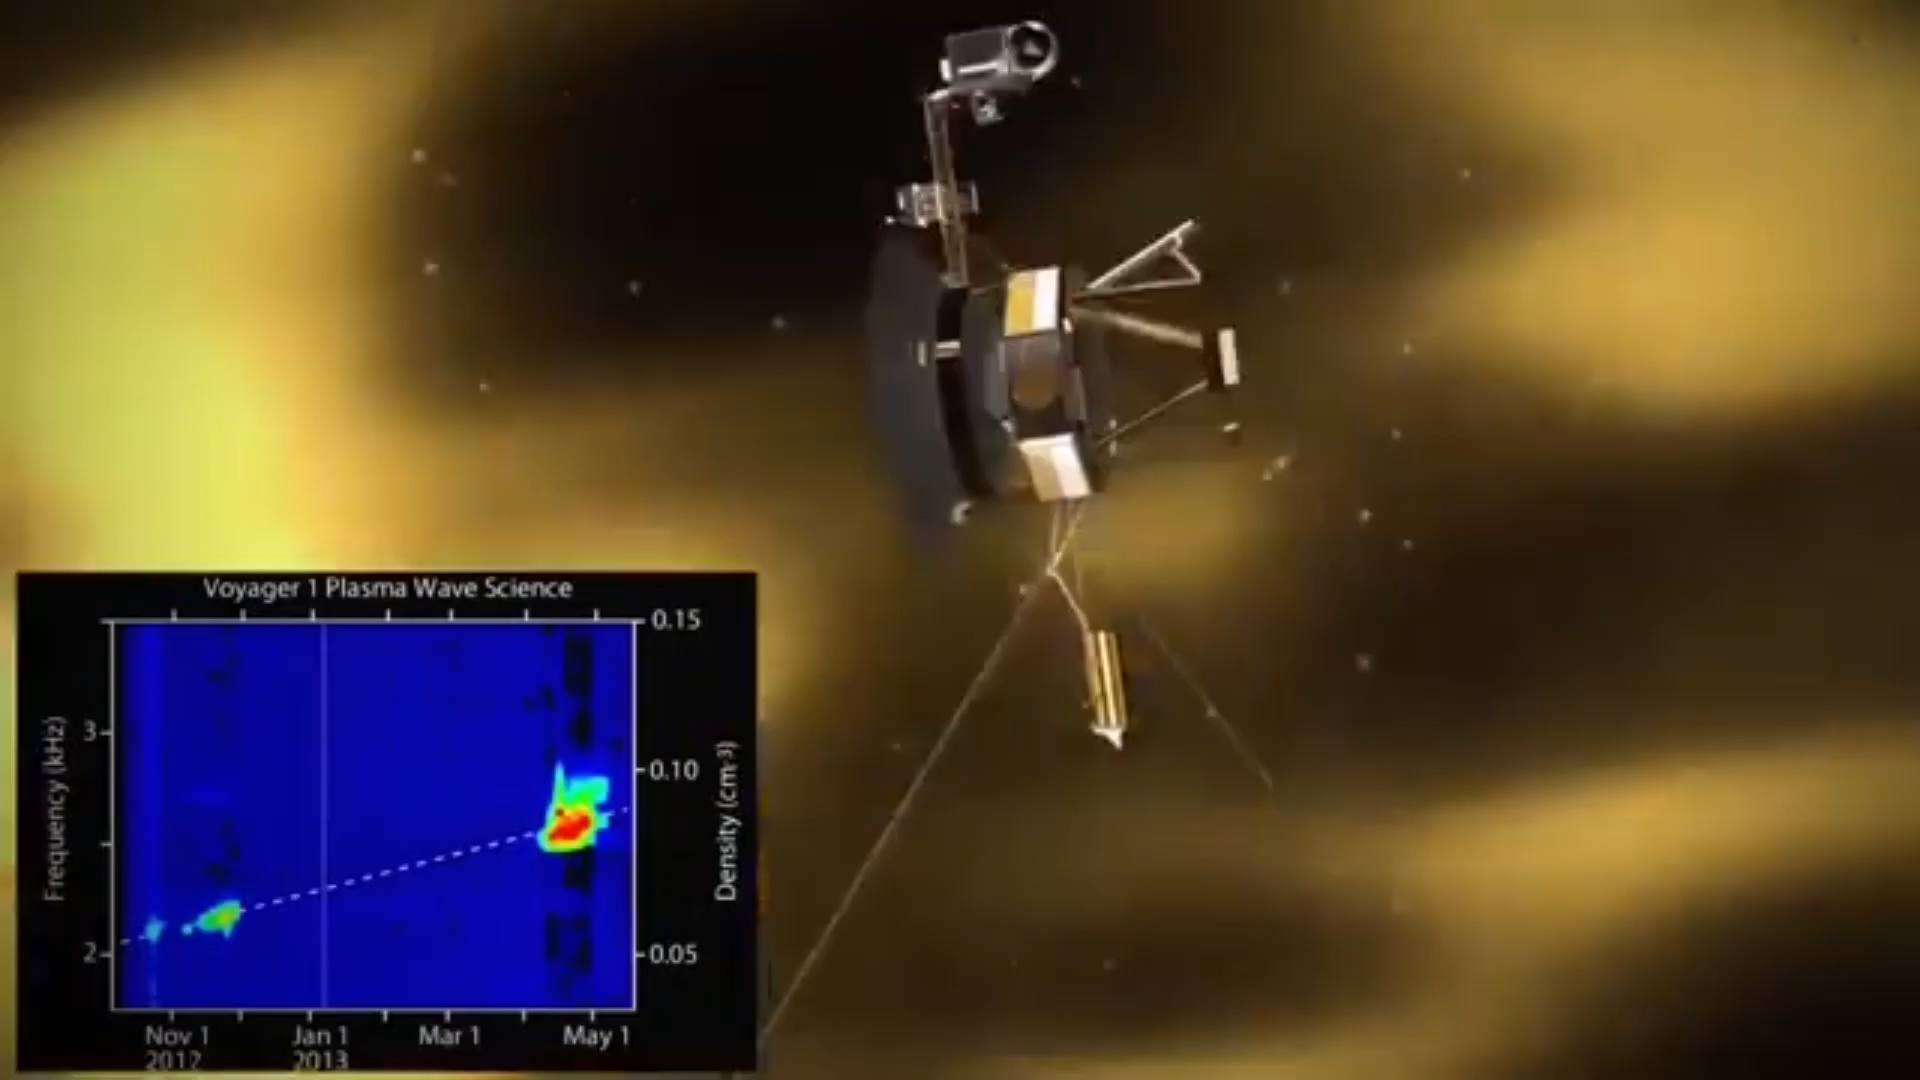 Voyager 1 Plasma Wave Science
0.15
3
0.10
Frequency (kHz)
Density (cm-³)
2
0.05
Nov 1
Jan 1
Mar 1
May 1
2012
2013